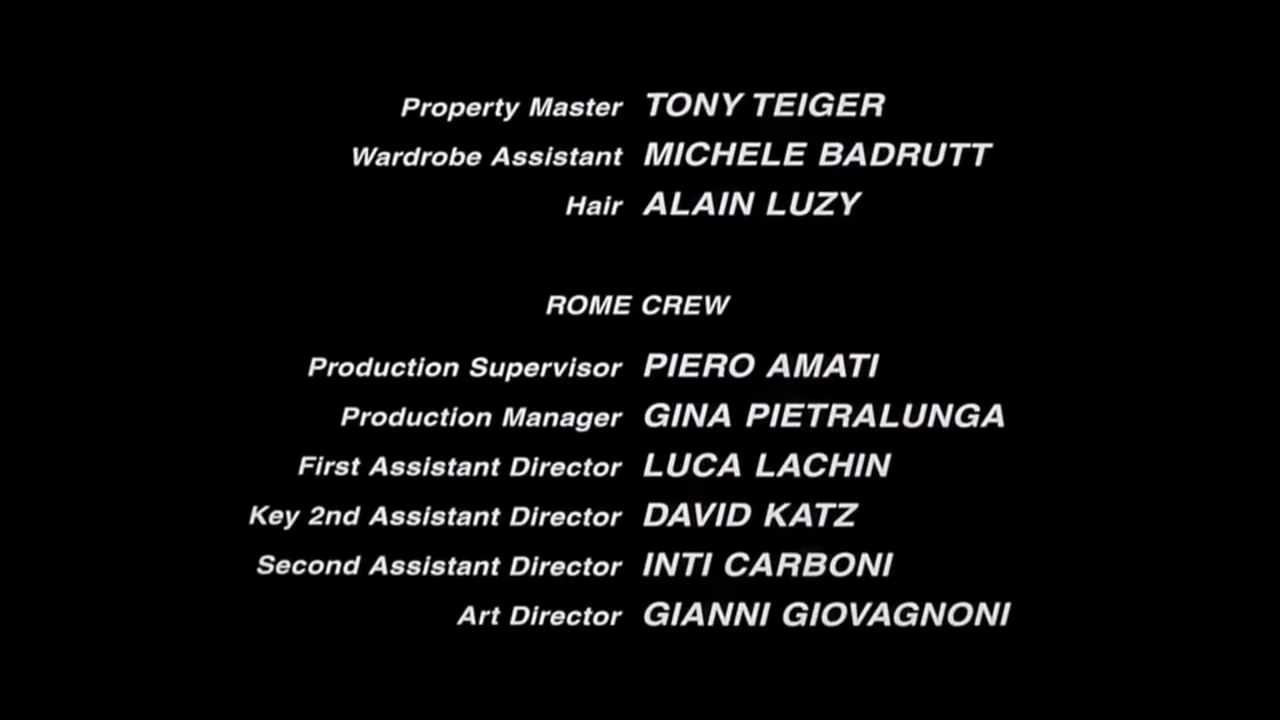 Property Master TONY TEIGER
Wardrobe Assistant MICHELE BADRUTT
Hair ALAIN LUZY
ROME CREW
Production Supervisor PIERO AMATI
Production Manager GINA PIETRALUNGA
First Assistant Director LUCA LACHIN
Key 2nd Assistant Director DAVID KATZ
Second Assistant Director INTI CARBONI
Art Director GIANNI GIOVAGNONI